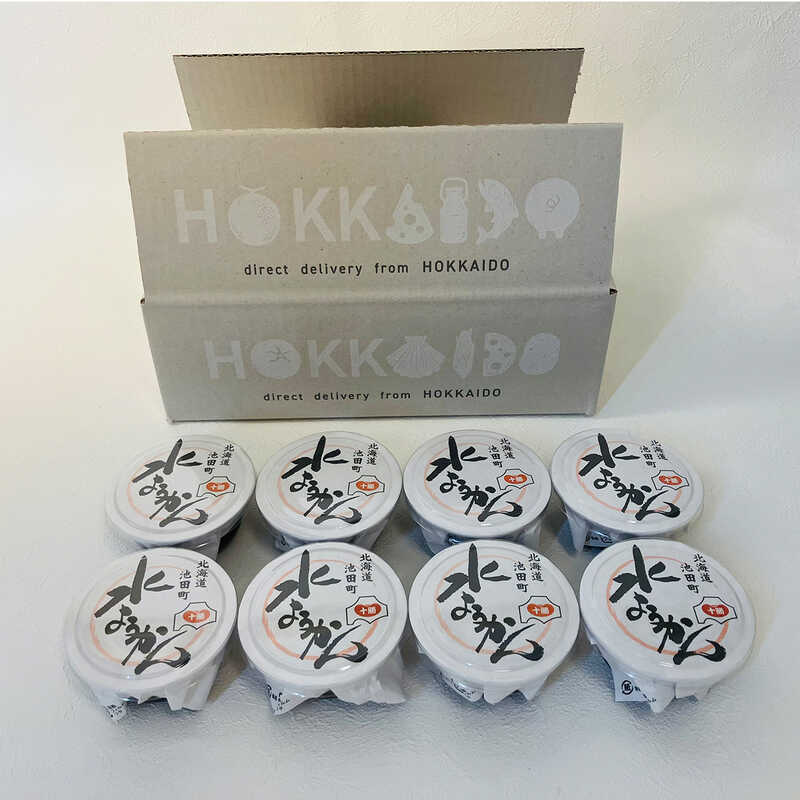 HOKKAIDO
direct delivery from HOKKAIDO
HOKKAIDO
direct delivery from HOKKAIDO
北海道
池田町
水ようかん
十勝
北海道
池田町
水ようかん
十勝
北海道
池田町
水ようかん
十勝
北海道
池田町
水ようかん
十勝
北海道
池田町
水ようかん
十勝
北海道
池田町
水ようかん
十勝
北海道
池田町
水ようかん
十勝
北海道
池田町
水ようかん
十勝